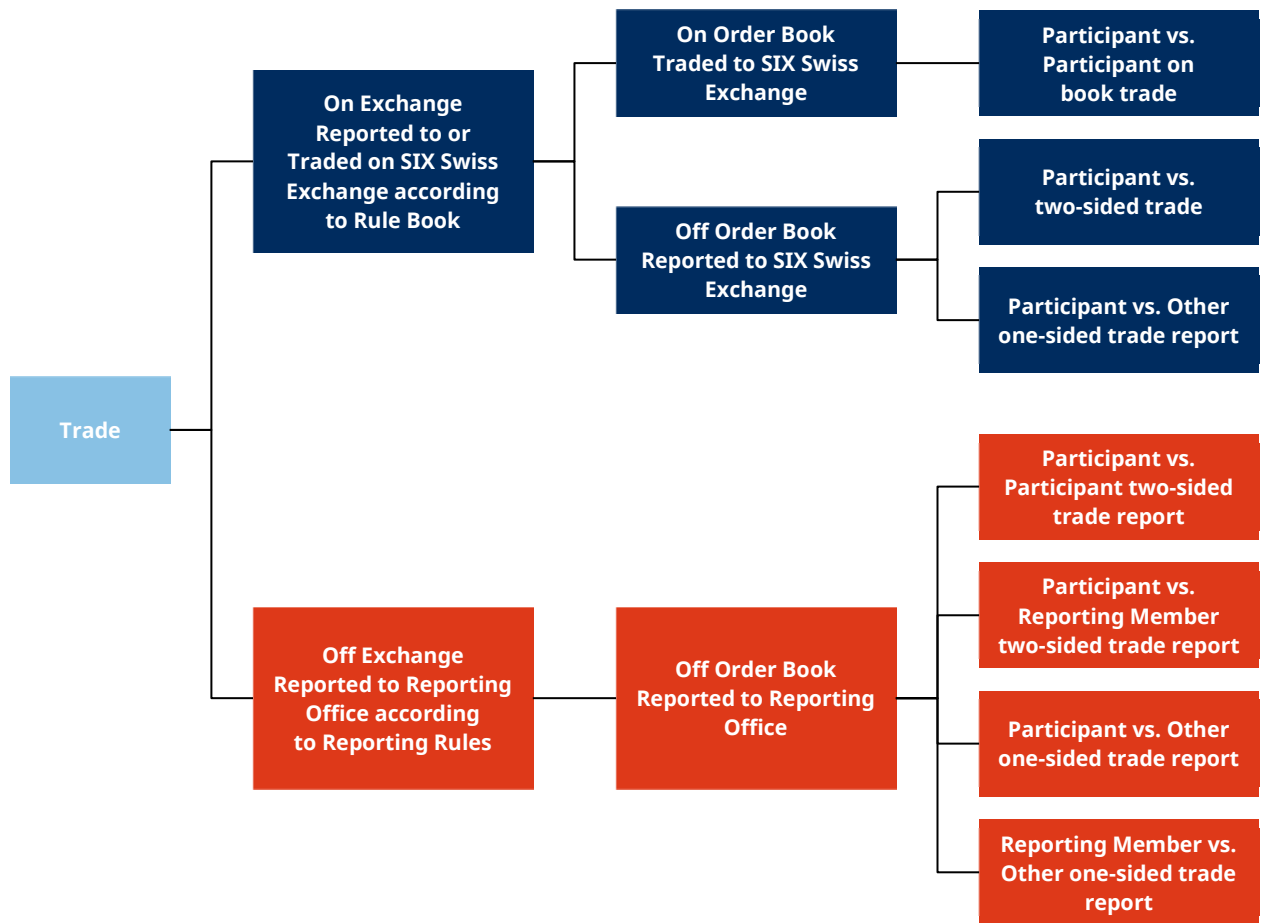 Trade
On Exchange
Reported to or
Traded on SIX Swiss
Exchange according
to Rule Book
On Order Book
Traded to SIX Swiss
Exchange
Participant vs.
Participant on
book trade
Off Order Book
Reported to SIX Swiss
Exchange
Participant vs.
two-sided trade
Participant vs. Other
one-sided trade report
Off Exchange
Reported to Reporting
Office according
to Reporting Rules
Off Order Book
Reported to Reporting
Office
Participant vs.
Participant two-sided
trade report
Participant vs.
Reporting Member
two-sided trade report
Participant vs. Other
one-sided trade report
Reporting Member vs.
Other one-sided trade
report